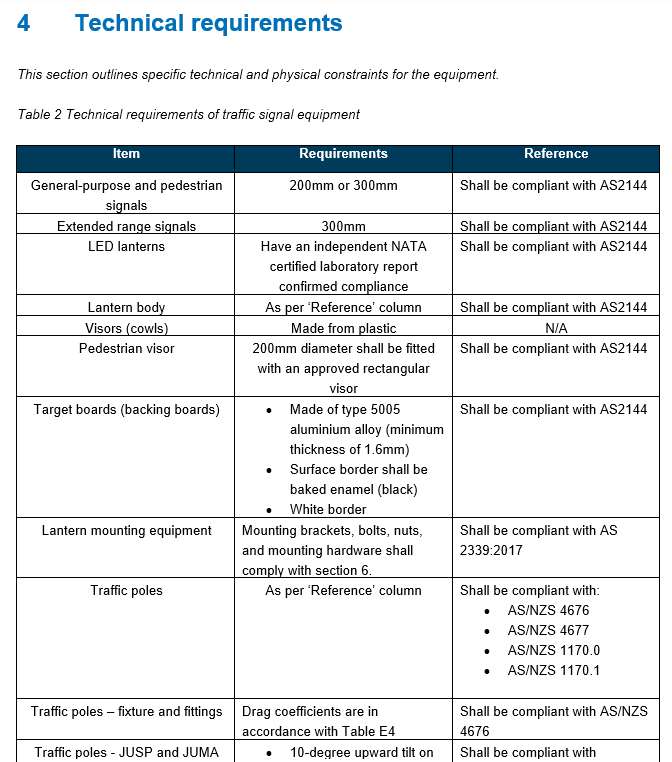 4 Technical requirements
This section outlines specific technical and physical constraints for the equipment.
Table 2 Technical requirements of traffic signal equipment
Item Requirements Reference
General-purpose and pedestrian 200mm or 300mm Shall be compliant with AS2144
signals
Extended range signals 300mm Shall be compliant with AS2144
LED lanterns Have an independent NATA Shall be compliant with AS2144
certified laboratory report
confirmed compliance
Lantern body As per ‘Reference’ column Shall be compliant with AS2144
Visors (cowls) Made from plastic N/A
Pedestrian visor 200mm diameter shall be fitted Shall be compliant with AS2144
with an approved rectangular
visor
Target boards (backing boards) • Made of type 5005 Shall be compliant with AS2144
aluminium alloy (minimum
thickness of 1.6mm)
• Surface border shall be
baked enamel (black)
• White border
Lantern mounting equipment Mounting brackets, bolts, nuts, Shall be compliant with AS
and mounting hardware shall 2339:2017
comply with section 6.
Traffic poles As per ‘Reference’ column Shall be compliant with:
• AS/NZS 4676
• AS/NZS 4677
• AS/NZS 1170.0
• AS/NZS 1170.1
Traffic poles – fixture and fittings Drag coefficients are in Shall be compliant with AS/NZS
accordance with Table E4 4676
Traffic poles - JUSP and JUMA • 10-degree upward tilt on Shall be compliant with